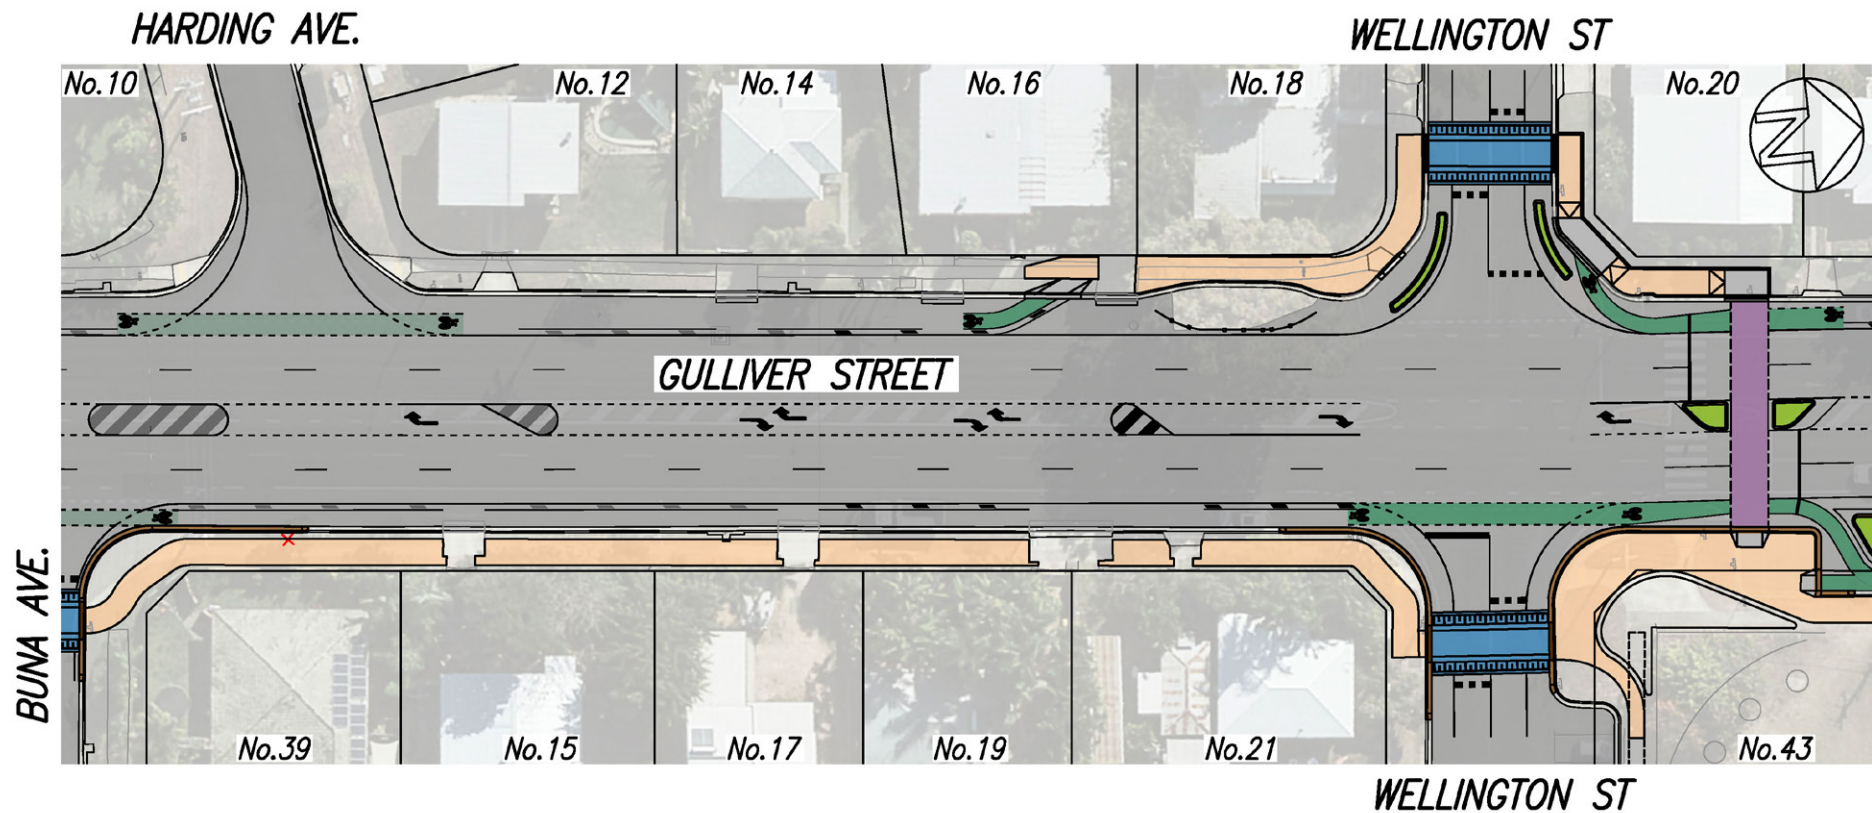 HARDING AVE.
WELLINGTON ST
No.10
No.12
No.14
No.16
No.18
No.20
N
GULLIVER STREET
BUNA AVE.
No.39
No.15
No.17
No.19
No.21
No.43
WELLINGTON ST